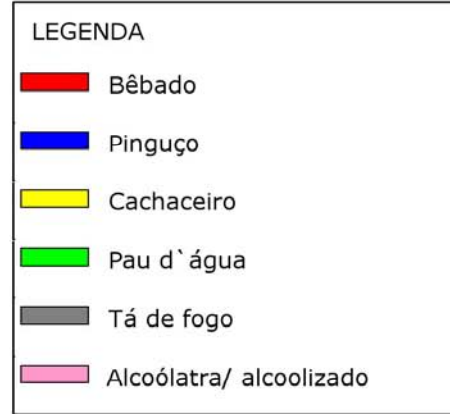 LEGENDA
Bêbado
Pinguço
Cachaceiro
Pau d`água
Tá de fogo
Alcoólatra/ alcoolizado